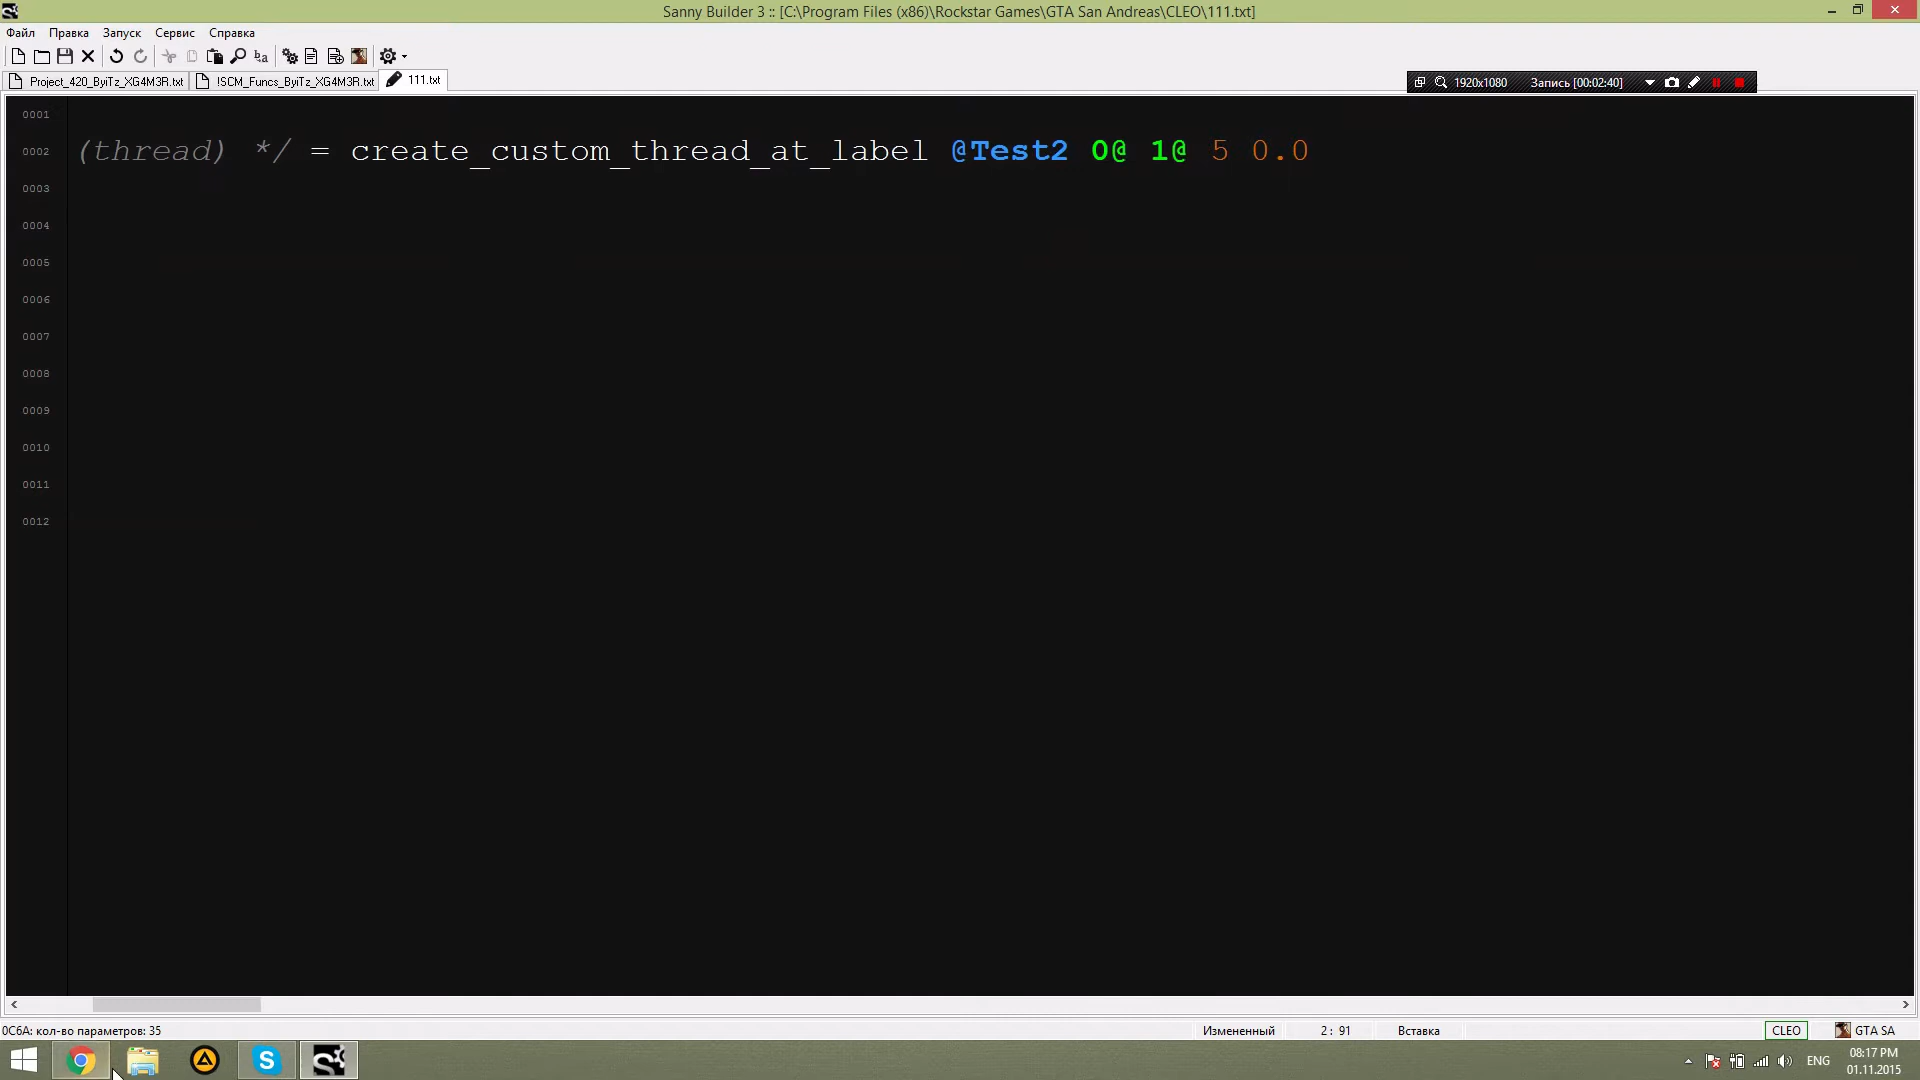 Sanny Builder 3 :: [C:\Program Files (x86)\Rockstar Games\GTA San Andreas\CLEO\111.txt]
Файл Правка Запуск Сервис Справка
Project_420_ByiTz_XG4M3R.txt !SCM_Funcs_ByiTz_XG4M3R.txt 111.txt
1920x1080 Запись [00:02:40]
0001
0002 (thread) */ = create_custom_thread_at_label @Test2 0@ 1@ 5 0.0
0003
0004
0005
0006
0007
0008
0009
0010
0011
0012
0C6A: кол-во параметров: 35 Измененный 2: 91 Вставка CLEO GTA SA
ENG 08:17 PM
01.11.2015